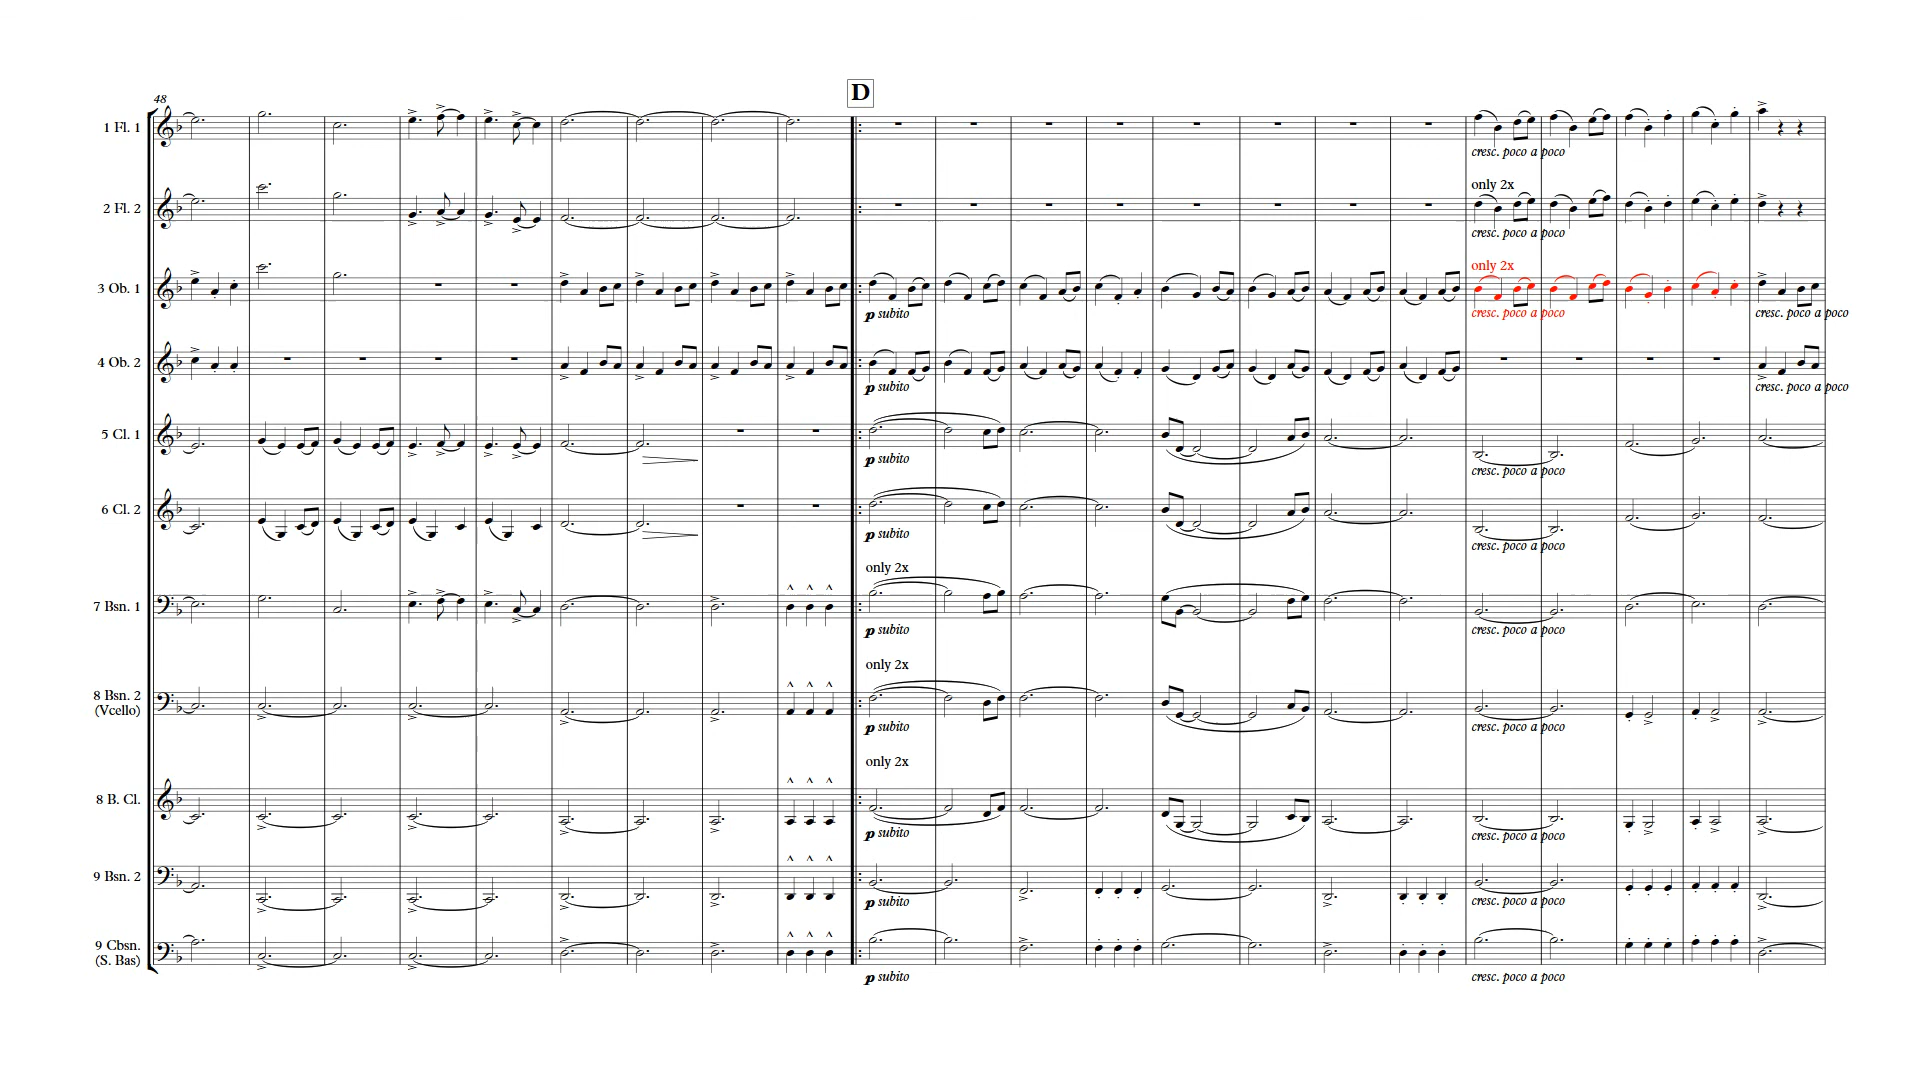 D
48
1 Fl. 1
cresc. poco a poco
only 2x
2 Fl. 2
cresc. poco a poco
only 2x
3 Ob. 1
p subito
cresc. poco a poco
cresc. poco a poco
4 Ob. 2
p subito
cresc. poco a poco
5 Cl. 1
p subito
cresc. poco a poco
6 Cl. 2
p subito
cresc. poco a poco
only 2x
7 Bsn. 1
p subito
cresc. poco a poco
only 2x
8 Bsn. 2
(Vcello)
p subito
cresc. poco a poco
only 2x
8 B. Cl.
p subito
cresc. poco a poco
9 Bsn. 2
p subito
cresc. poco a poco
9 Cbsn.
(S. Bas)
p subito
cresc. poco a poco